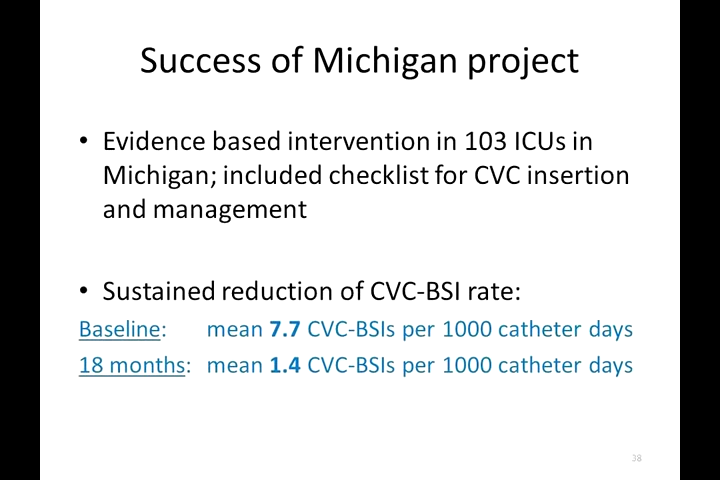 Success of Michigan project
• Evidence based intervention in 103 ICUs in
Michigan; included checklist for CVC insertion
and management
• Sustained reduction of CVC-BSI rate:
Baseline: mean 7.7 CVC-BSIs per 1000 catheter days
18 months: mean 1.4 CVC-BSIs per 1000 catheter days
38